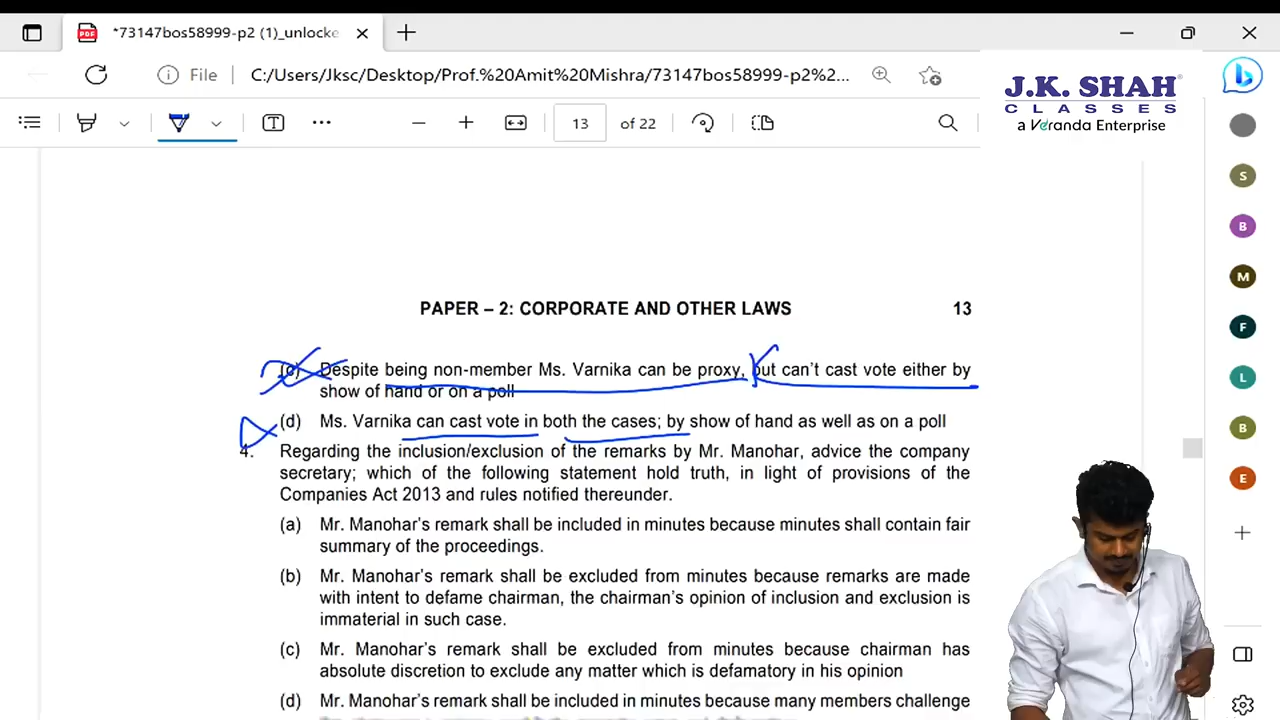 *73147bos58999-p2 (1)_unlocke
File
C:/Users/Jksc/Desktop/Prof.%20Amit%20Mishra/73147bos58999-p2%2...
J.K. SHAH
CLASSES
a Veranda Enterprise
13 of 22
S
B
M
F
L
B
E
PAPER – 2: CORPORATE AND OTHER LAWS 13
(c) Despite being non-member Ms. Varnika can be proxy, but can't cast vote either by
show of hand or on a poll
(d) Ms. Varnika can cast vote in both the cases; by show of hand as well as on a poll
4. Regarding the inclusion/exclusion of the remarks by Mr. Manohar, advice the company
secretary; which of the following statement hold truth, in light of provisions of the
Companies Act 2013 and rules notified thereunder.
(a) Mr. Manohar's remark shall be included in minutes because minutes shall contain fair
summary of the proceedings.
(b) Mr. Manohar's remark shall be excluded from minutes because remarks are made
with intent to defame chairman, the chairman's opinion of inclusion and exclusion is
immaterial in such case.
(c) Mr. Manohar's remark shall be excluded from minutes because chairman has
absolute discretion to exclude any matter which is defamatory in his opinion
(d) Mr. Manohar's remark shall be included in minutes because many members challenge